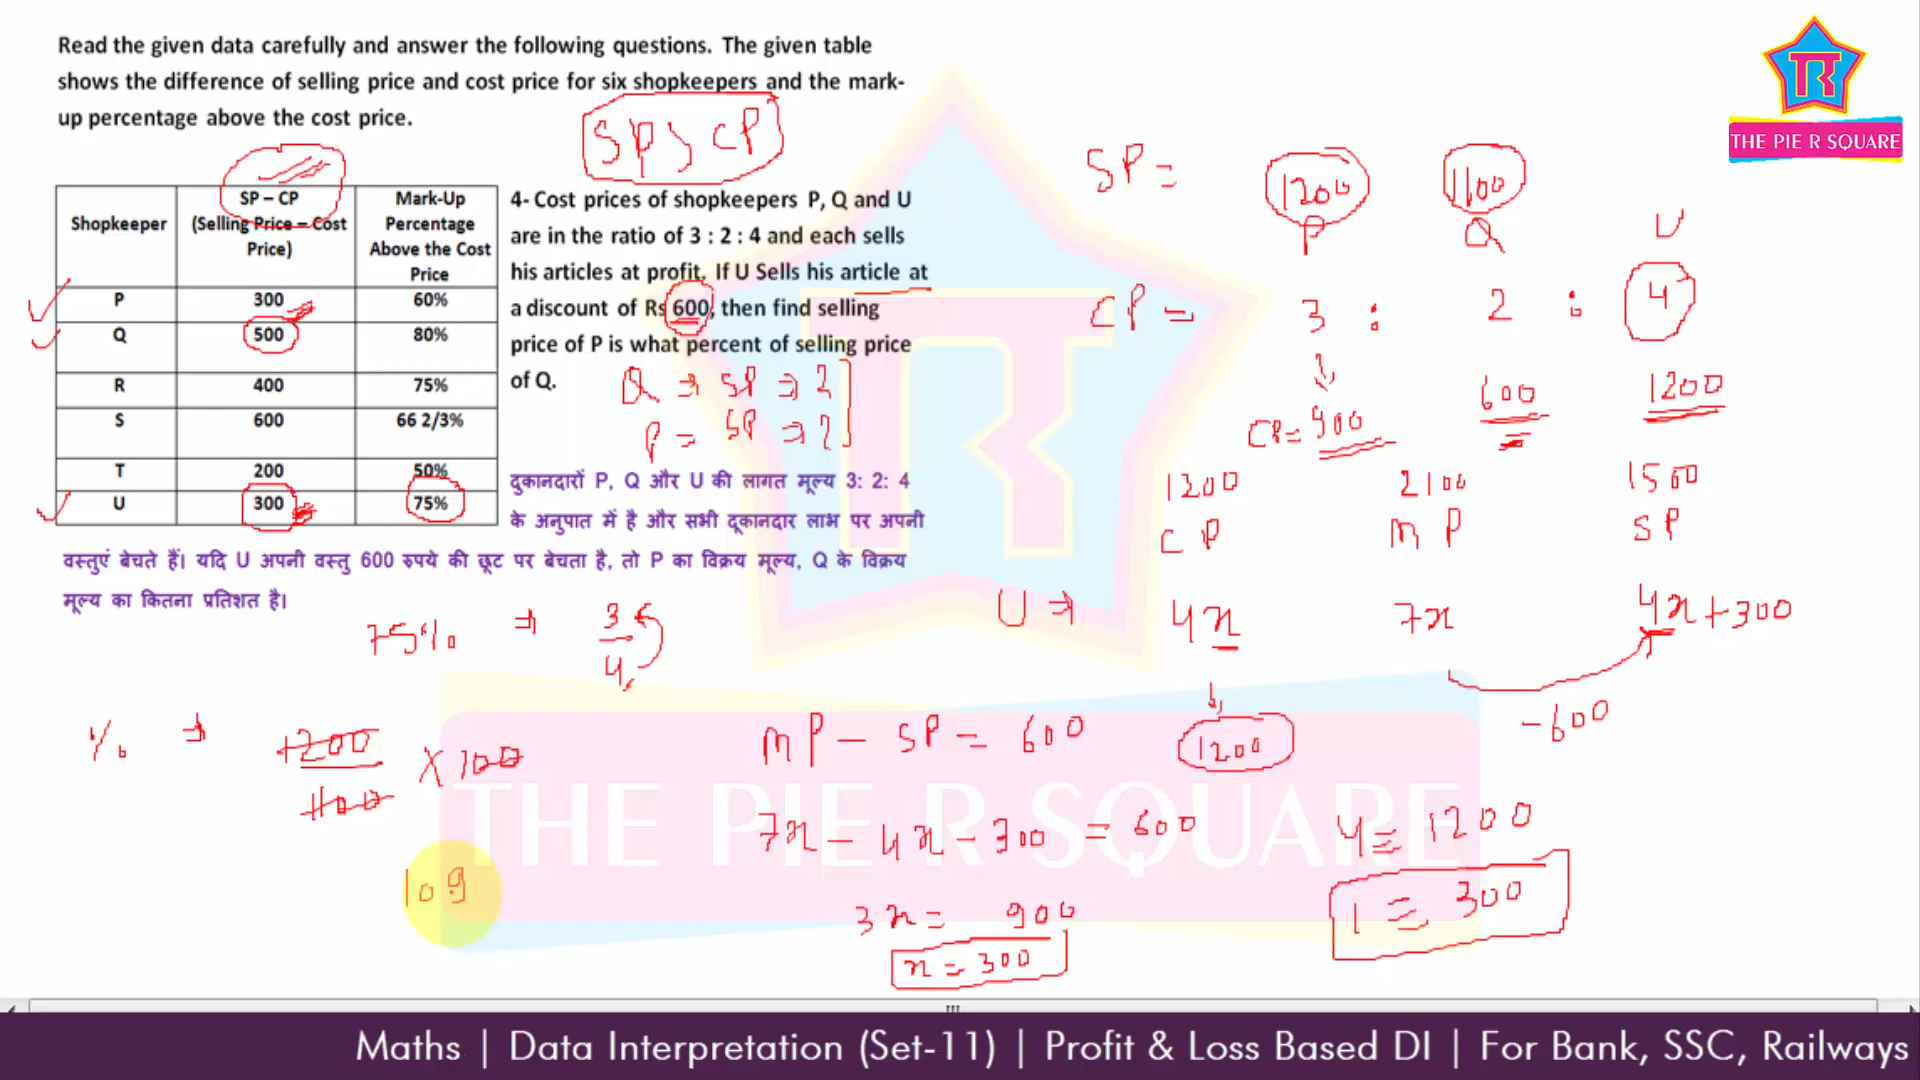 Read the given data carefully and answer the following questions. The given table
shows the difference of selling price and cost price for six shopkeepers and the mark-
up percentage above the cost price.
SP > CP
Shopkeeper | SP – CP (Selling Price – Cost Price) | Mark-Up Percentage Above the Cost Price
P | 300 | 60%
Q | 500 | 80%
R | 400 | 75%
S | 600 | 66 2/3%
T | 200 | 50%
U | 300 | 75%
4- Cost prices of shopkeepers P, Q and U
are in the ratio of 3 : 2 : 4 and each sells
his articles at profit. If U Sells his article at
a discount of Rs 600, then find selling
price of P is what percent of selling price
of Q.
Q ⇒ SP ⇒ ?
P = SP ⇒ ?
दुकानदारों P, Q और U की लागत मूल्य 3: 2: 4
के अनुपात में है और सभी दूकानदार लाभ पर अपनी
वस्तुएं बेचते हैं। यदि U अपनी वस्तु 600 रुपये की छूट पर बेचता है, तो P का विक्रय मूल्य, Q के विक्रय
मूल्य का कितना प्रतिशत है।
SP = 1200 1100
P Q U
CP = 3 : 2 : 4
CP = 900 600 1200
1200 2100 1500
CP MP SP
U ⇒ 4x 7x 4x + 300
75% ⇒ 3/4
1200
- 600
% ⇒ 1200/1100 × 100
109
MP - SP = 600
7x - 4x - 300 = 600
3x = 900
x = 300
4 = 1200
1 = 300
THE PIE R SQUARE
THE PIE R SQUARE
Maths | Data Interpretation (Set-11) | Profit & Loss Based DI | For Bank, SSC, Railways